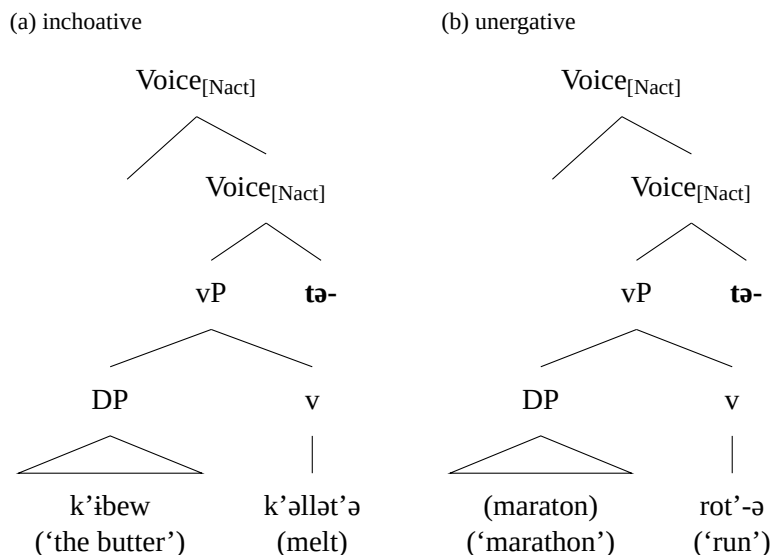 (a) inchoative
(b) unergative
Voice[Nact]
Voice[Nact]
Voice[Nact]
Voice[Nact]
vP
tə-
vP
tə-
DP
v
DP
v
k’ɨbew
k’əllət’ə
(maraton)
rot’-ə
(‘the butter’)
(melt)
(‘marathon’)
(‘run’)